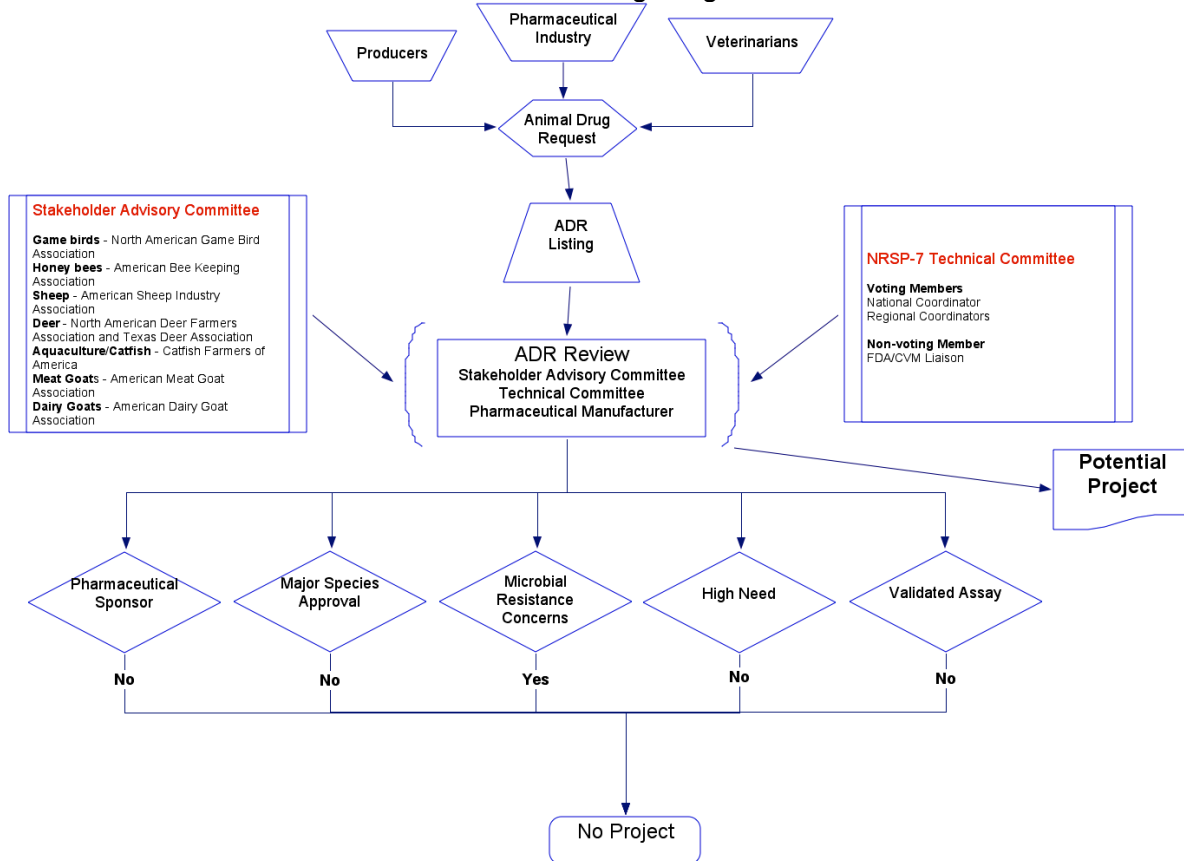 Pharmaceutical
Industry
Producers
Veterinarians
Animal Drug
Request
Stakeholder Advisory Committee
Game birds - North American Game Bird
Association
Honey bees - American Bee Keeping
Association
Sheep - American Sheep Industry
Association
Deer - North American Deer Farmers
Association and Texas Deer Association
Aquaculture/Catfish - Catfish Farmers of
America
Meat Goats - American Meat Goat
Association
Dairy Goats - American Dairy Goat
Association
ADR
Listing
NRSP-7 Technical Committee
Voting Members
National Coordinator
Regional Coordinators
Non-voting Member
FDA/CVM Liaison
ADR Review
Stakeholder Advisory Committee
Technical Committee
Pharmaceutical Manufacturer
Potential
Project
Pharmaceutical
Sponsor
Major Species
Approval
Microbial
Resistance
Concerns
High Need
Validated Assay
No
No
Yes
No
No
No Project